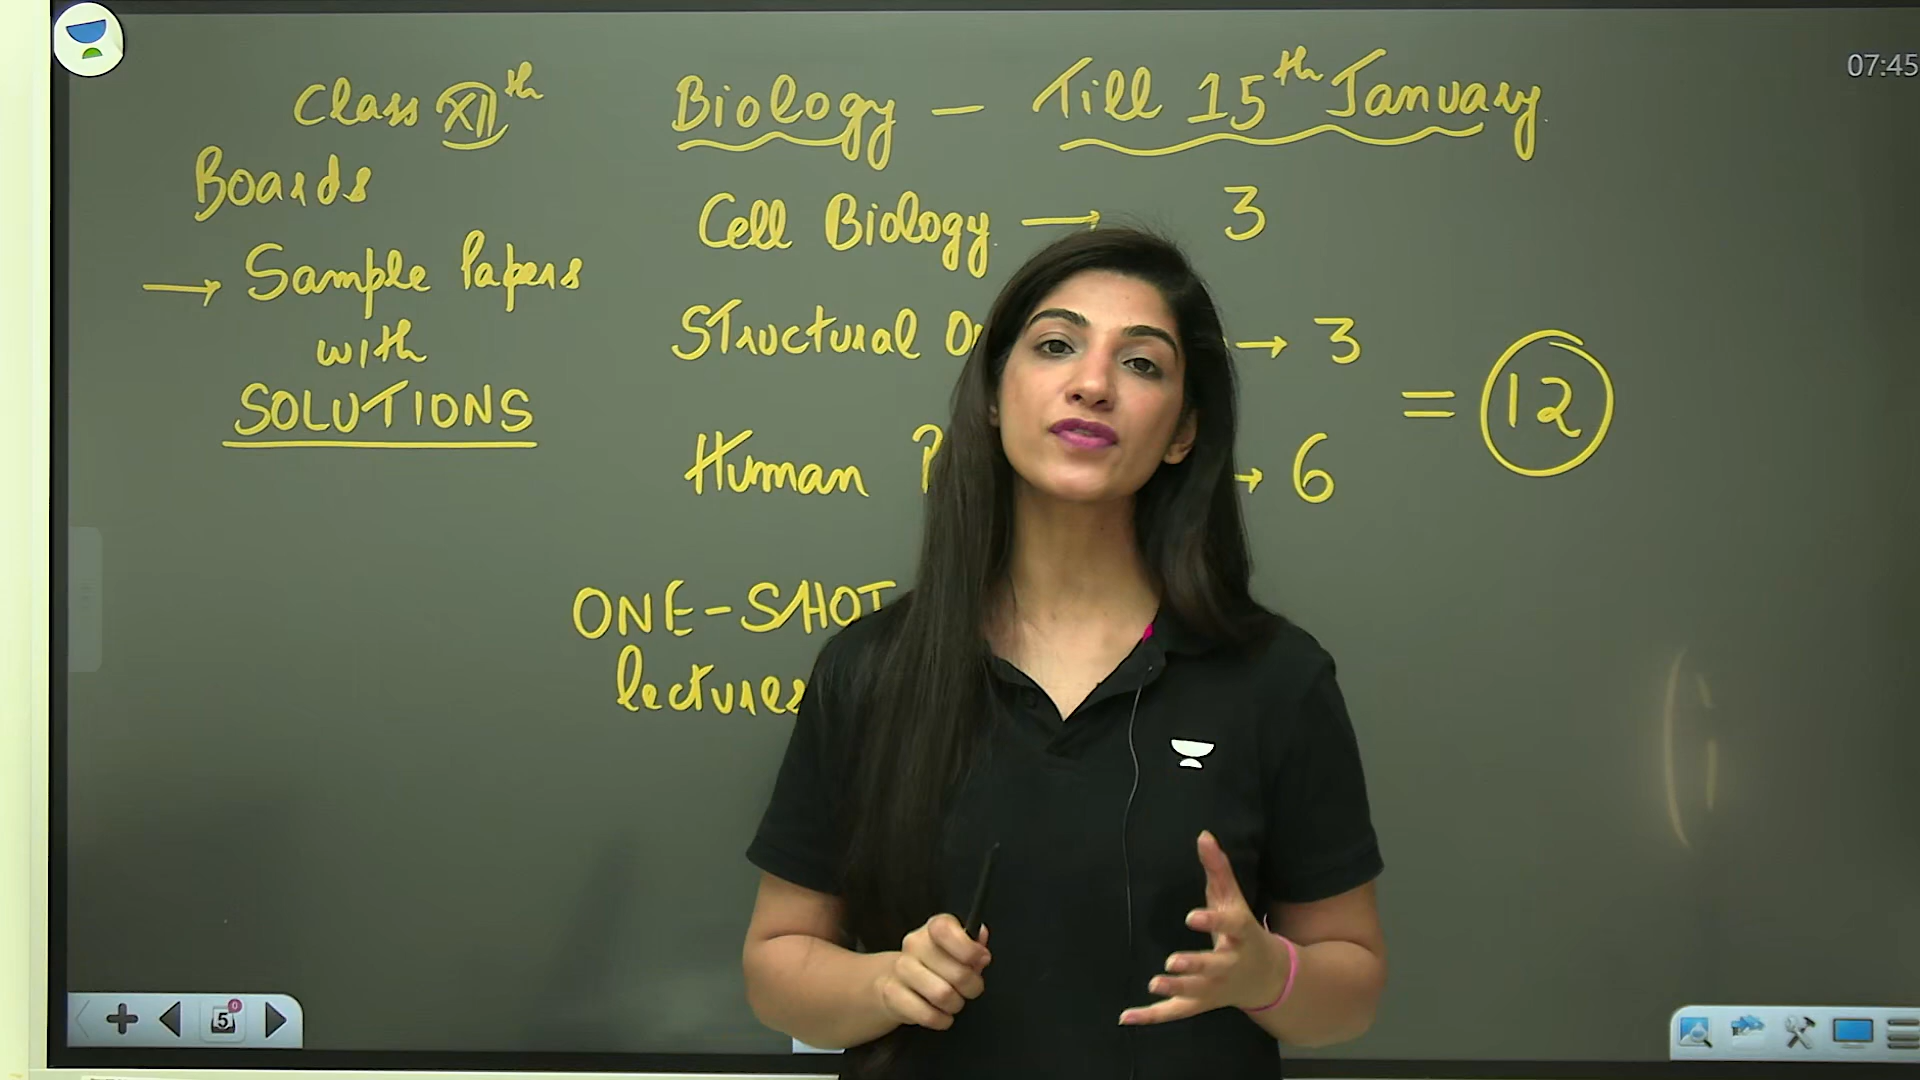 07:45
Class XIIth Biology – Till 15th January
Boards
Cell Biology → 3
→ Sample Papers
with
SOLUTIONS
Structural → 3
= 12
Human → 6
ONE-SHOT
lectures
5